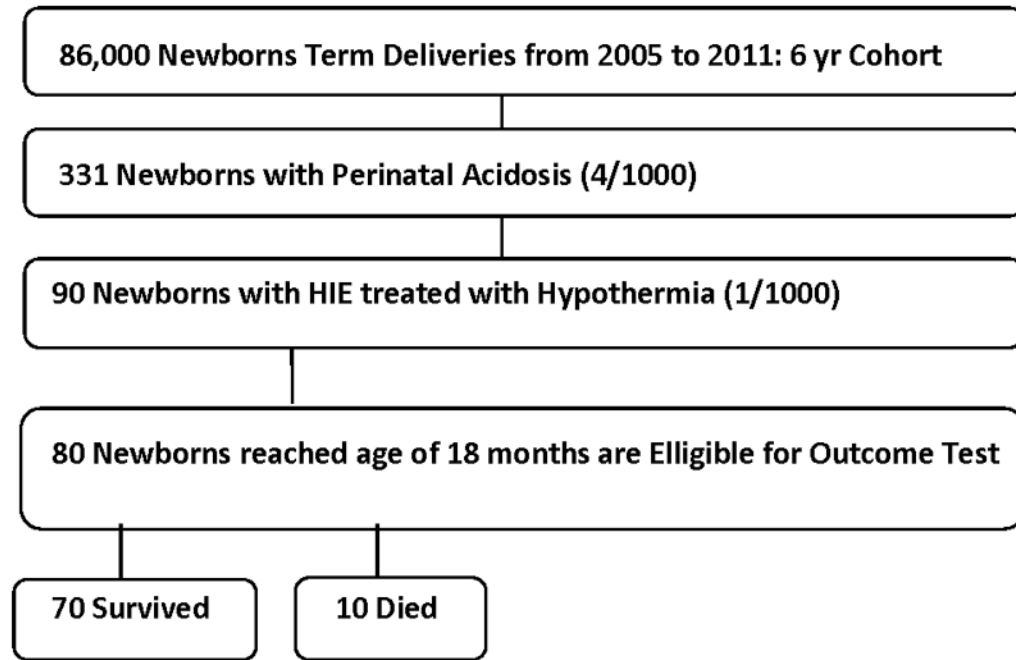 86,000 Newborns Term Deliveries from 2005 to 2011: 6 yr Cohort
331 Newborns with Perinatal Acidosis (4/1000)
90 Newborns with HIE treated with Hypothermia (1/1000)
80 Newborns reached age of 18 months are Elligible for Outcome Test
70 Survived
10 Died